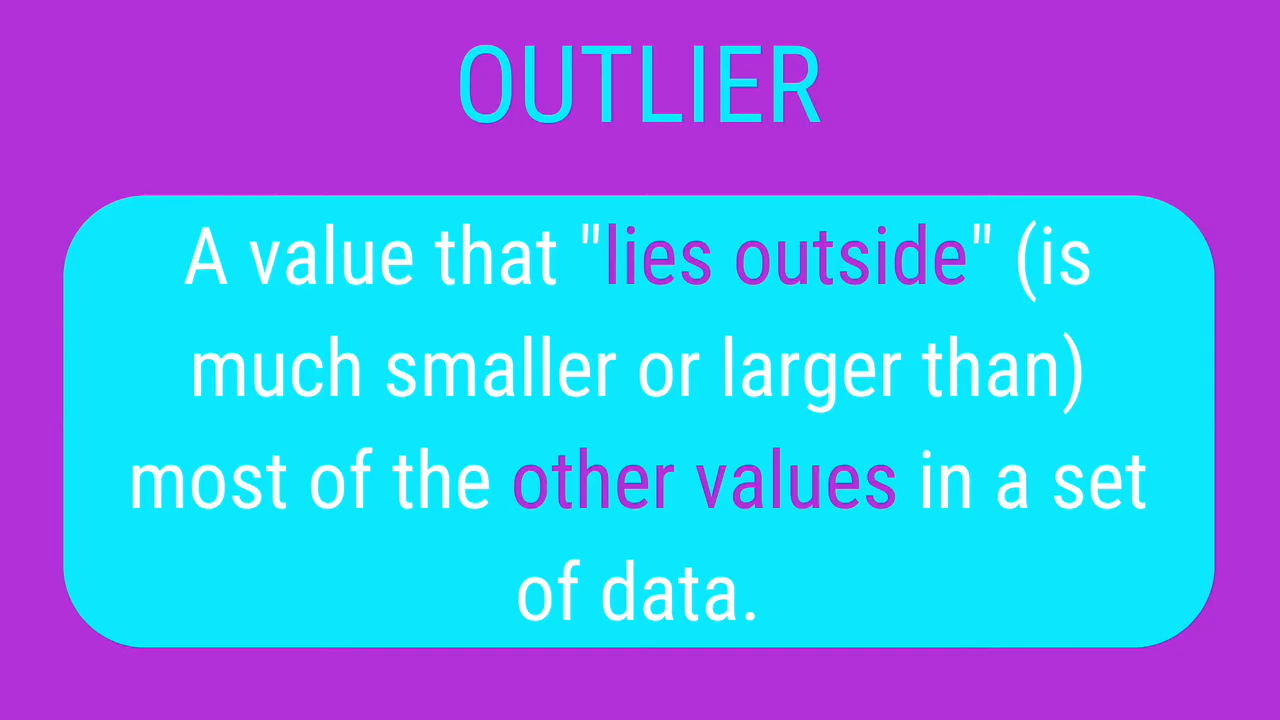 OUTLIER
A value that "lies outside" (is
much smaller or larger than)
most of the other values in a set
of data.